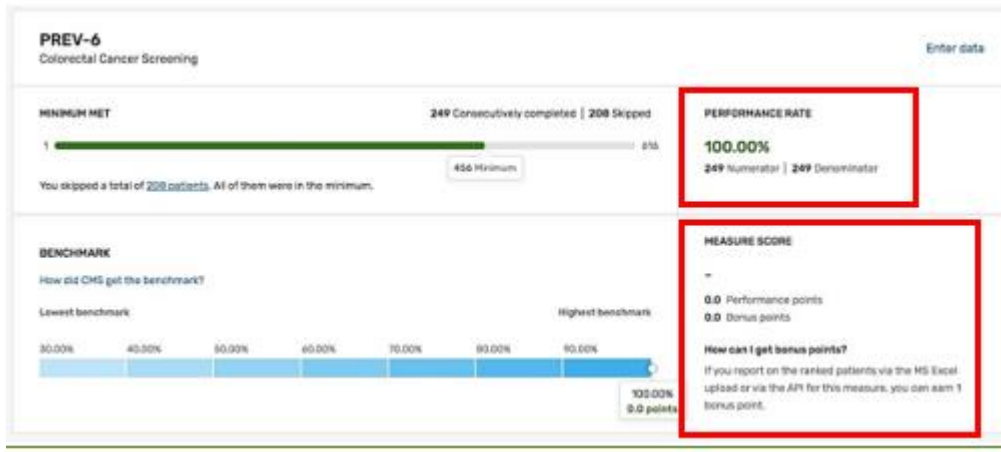 PREV-6
Colorectal Cancer Screening
Enter data
MINIMUM MET
249 Consecutively completed | 208 Skipped
1
616
456 Minimum
You skipped a total of 208 patients. All of them were in the minimum.
PERFORMANCE RATE
100.00%
249 Numerator | 249 Denominator
BENCHMARK
How did CMS get the benchmark?
Lowest benchmark
Highest benchmark
30.00% 40.00% 50.00% 60.00% 70.00% 80.00% 90.00%
100.00%
0.0 points
MEASURE SCORE
-
0.0 Performance points
0.0 Bonus points
How can I get bonus points?
If you report on the ranked patients via the MS Excel
upload or via the API for this measure, you can earn 1
bonus point.